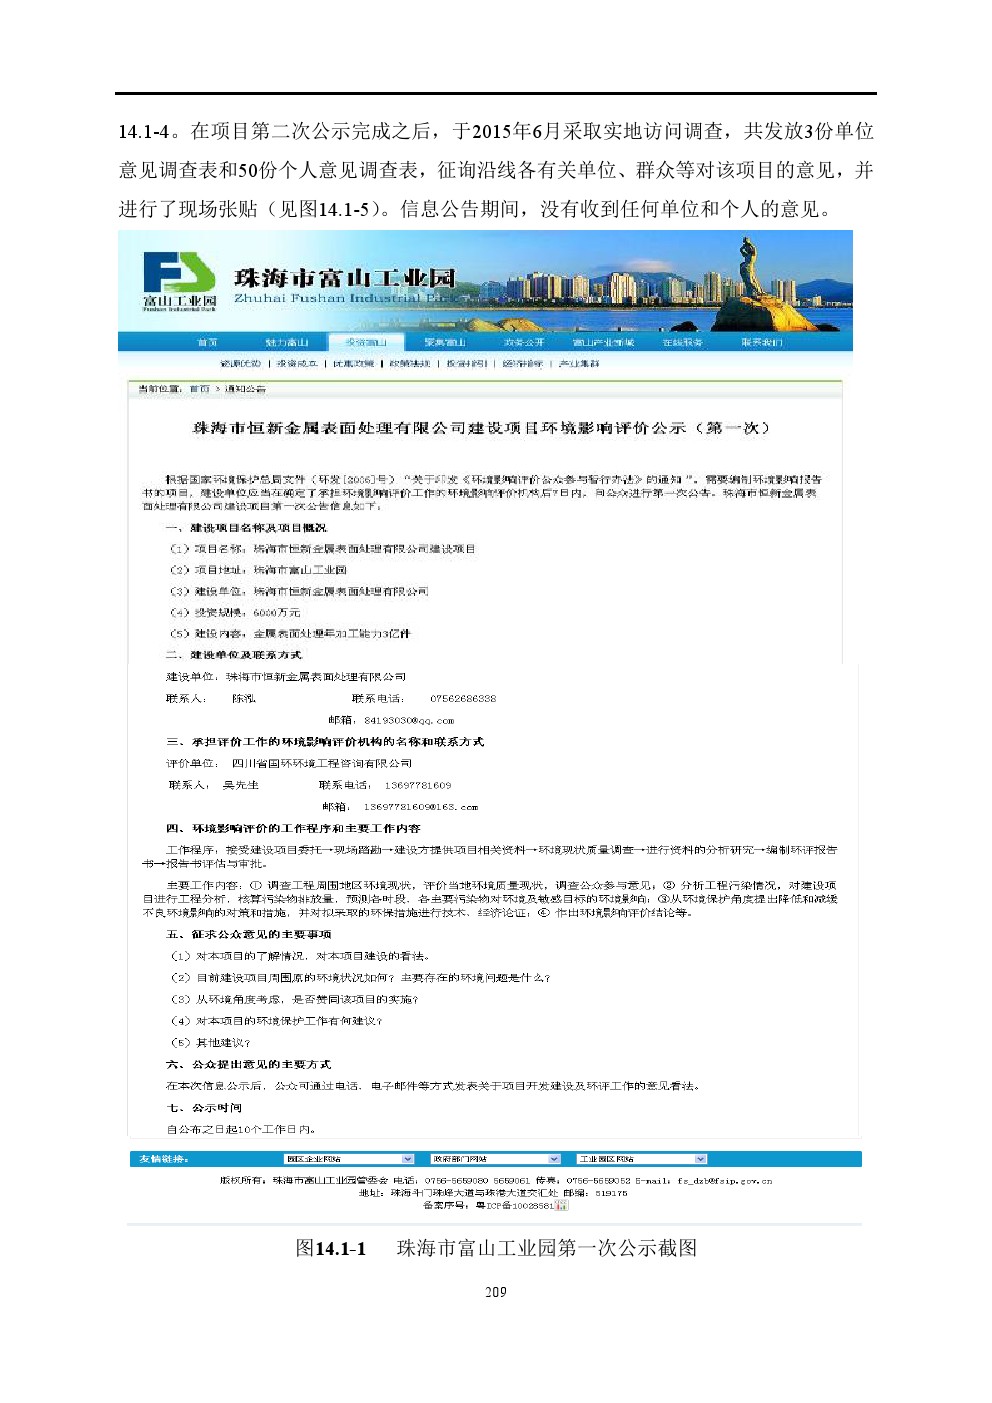 14.1-4。在项目第二次公示完成之后，于2015年6月采取实地访问调查，共发放3份单位
意见调查表和50份个人意见调查表，征询沿线各有关单位、群众等对该项目的意见，并
进行了现场张贴（见图14.1-5）。信息公告期间，没有收到任何单位和个人的意见。
富山工业园
Fushan Industrial Park
珠海市富山工业园
Zhuhai Fushan Industrial Park
首页 魅力富山 投资富山 聚焦富山 政务公开 富山产业新城 在线服务 联系我们
资源优势 | 投资成本 | 优惠政策 | 政策法规 | 投资指引 | 经济指标 | 产业集群
当前位置：首页 > 通知公告
珠海市恒新金属表面处理有限公司建设项目环境影响评价公示（第一次）
根据国家环境保护总局文件（环发[2006]号）“关于印发《环境影响评价公众参与暂行办法》的通知”。需要编制环境影响报告
书的项目，建设单位应当在确定了承担环境影响评价工作的环境影响评价机构后7日内，向公众进行第一次公告。珠海市恒新金属表
面处理有限公司建设项目第一次公告信息如下：
一、建设项目名称及项目概况
（1）项目名称：珠海市恒新金属表面处理有限公司建设项目
（2）项目地址：珠海市富山工业园
（3）建设单位：珠海市恒新金属表面处理有限公司
（4）投资规模：6000万元
（5）建设内容：金属表面处理年加工能力3亿件
二、建设单位及联系方式
建设单位：珠海市恒新金属表面处理有限公司
联系人： 陈泓 联系电话： 07562686338
邮箱：84193030@qq.com
三、承担评价工作的环境影响评价机构的名称和联系方式
评价单位： 四川省国环环境工程咨询有限公司
联系人： 吴先生 联系电话： 13697781609
邮箱： 13697781609@163.com
四、环境影响评价的工作程序和主要工作内容
工作程序：接受建设项目委托→现场踏勘→建设方提供项目相关资料→环境现状质量调查→进行资料的分析研究→编制环评报告
书→报告书评估与审批。
主要工作内容：① 调查工程周围地区环境现状，评价当地环境质量现状，调查公众参与意见；② 分析工程污染情况，对建设项
目进行工程分析，核算污染物排放量，预测各时段、各主要污染物对环境及敏感目标的环境影响；③从环境保护角度提出降低和减缓
不良环境影响的对策和措施，并对拟采取的环保措施进行技术、经济论证；④ 作出环境影响评价结论等。
五、征求公众意见的主要事项
（1）对本项目的了解情况，对本项目建设的看法。
（2）目前建设项目周围原的环境状况如何？主要存在的环境问题是什么？
（3）从环境角度考虑，是否赞同该项目的实施？
（4）对本项目的环境保护工作有何建议？
（5）其他建议？
六、公众提出意见的主要方式
在本次信息公示后，公众可通过电话、电子邮件等方式发表关于项目开发建设及环评工作的意见看法。
七、公示时间
自公布之日起10个工作日内。
友情链接： 园区企业网站 政府部门网站 工业园区网站
版权所有：珠海市富山工业园管委会 电话：0756-5659080 5659061 传真：0756-5659052 E-mail：fs_dzb@fsip.gov.cn
地址：珠海斗门珠峰大道与珠港大道交汇处 邮编：519175
备案序号：粤ICP备10028581
图14.1-1 珠海市富山工业园第一次公示截图
209